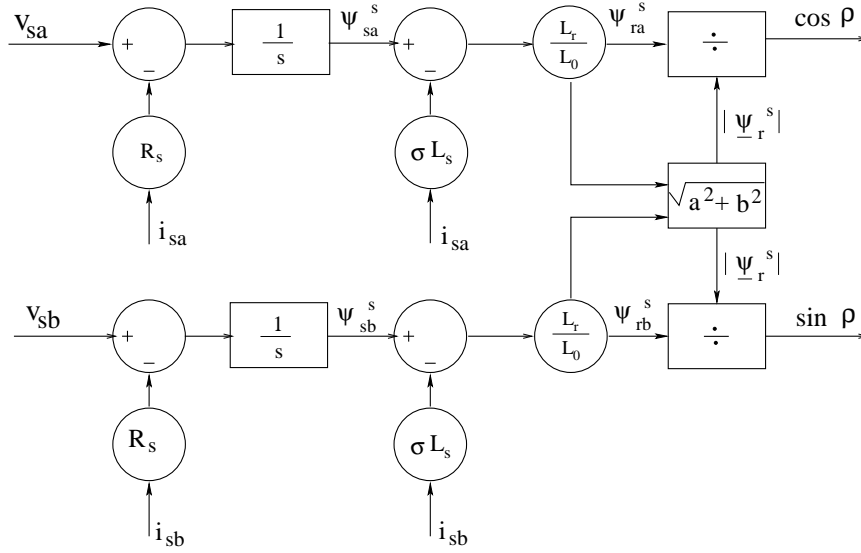 v_sa + − 1/s ψ_sa^s + − L_r/L_0 ψ_ra^s ÷ cos ρ
R_s σ L_s |ψ_r^s|
i_sa i_sa √(a² + b²)
|ψ_r^s|
v_sb + − 1/s ψ_sb^s + − L_r/L_0 ψ_rb^s ÷ sin ρ
R_s σ L_s
i_sb i_sb